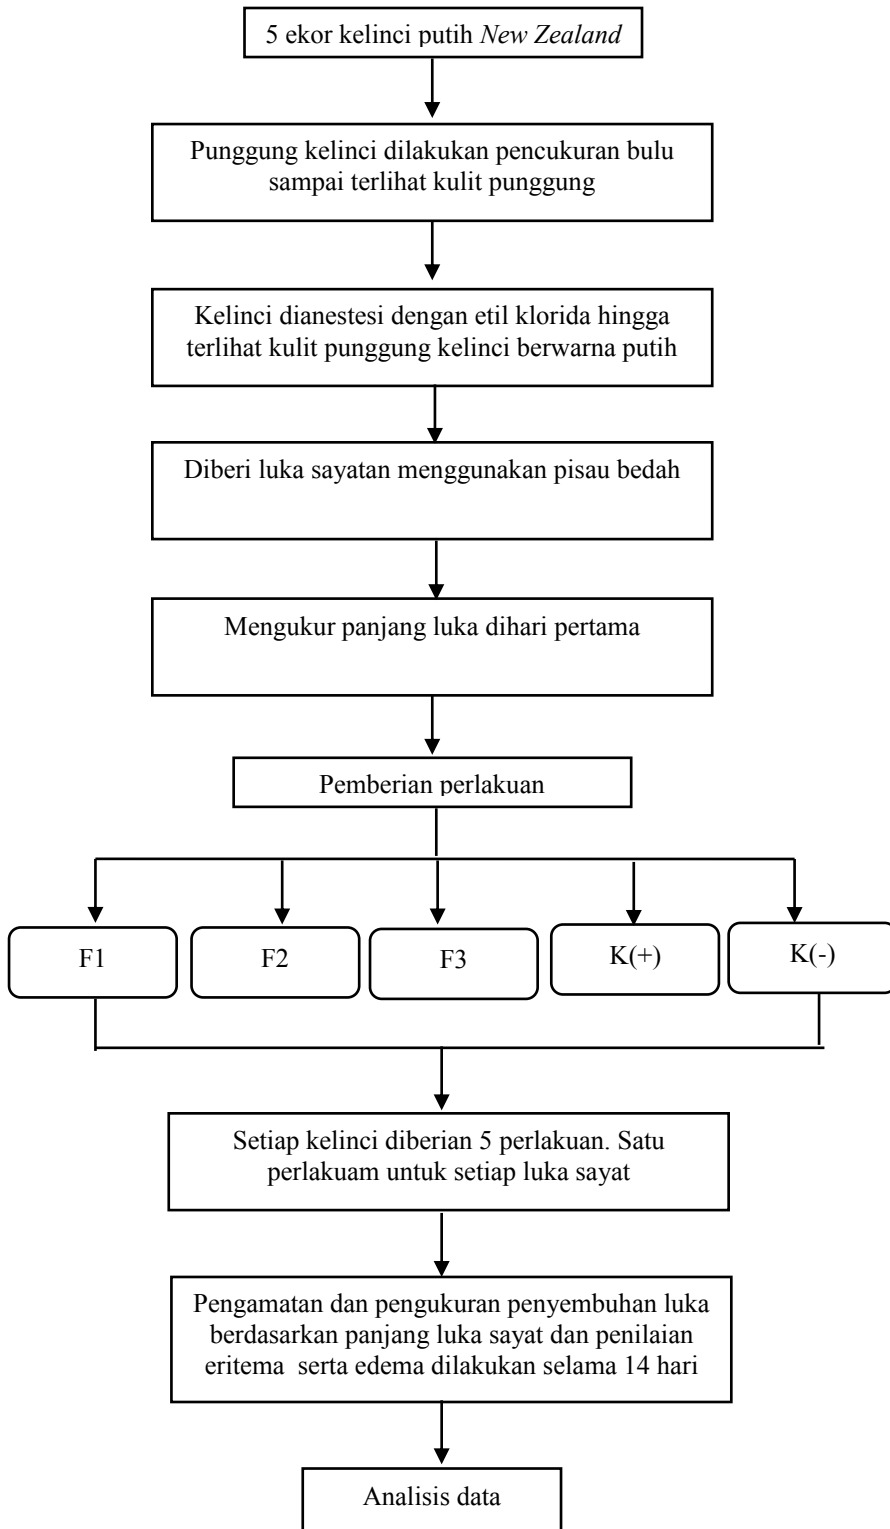 5 ekor kelinci putih New Zealand
Punggung kelinci dilakukan pencukuran bulu
sampai terlihat kulit punggung
Kelinci dianestesi dengan etil klorida hingga
terlihat kulit punggung kelinci berwarna putih
Diberi luka sayatan menggunakan pisau bedah
Mengukur panjang luka dihari pertama
Pemberian perlakuan
F1
F2
F3
K(+)
K(-)
Setiap kelinci diberian 5 perlakuan. Satu
perlakuam untuk setiap luka sayat
Pengamatan dan pengukuran penyembuhan luka
berdasarkan panjang luka sayat dan penilaian
eritema serta edema dilakukan selama 14 hari
Analisis data